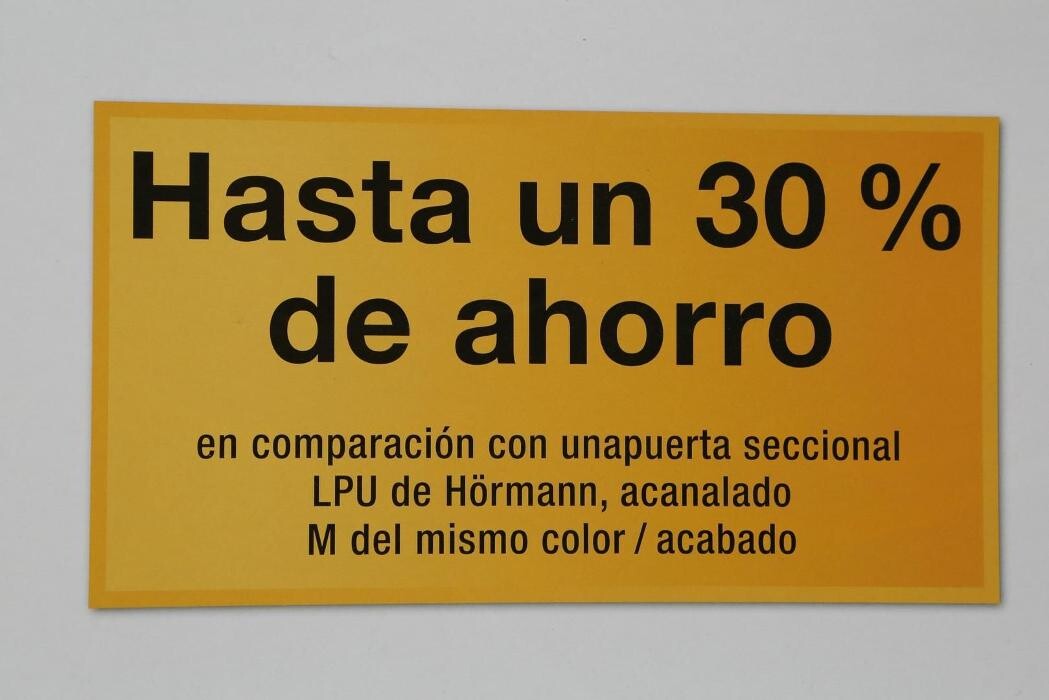 Hasta un 30 %
de ahorro
en comparación con unapuerta seccional
LPU de Hörmann, acanalado
M del mismo color / acabado